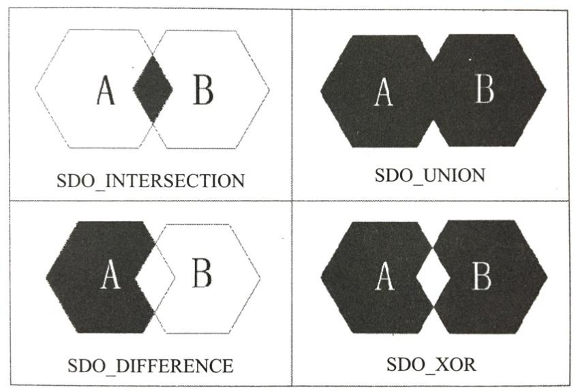 A B
SDO_INTERSECTION
A B
SDO_UNION
A B
SDO_DIFFERENCE
A B
SDO_XOR